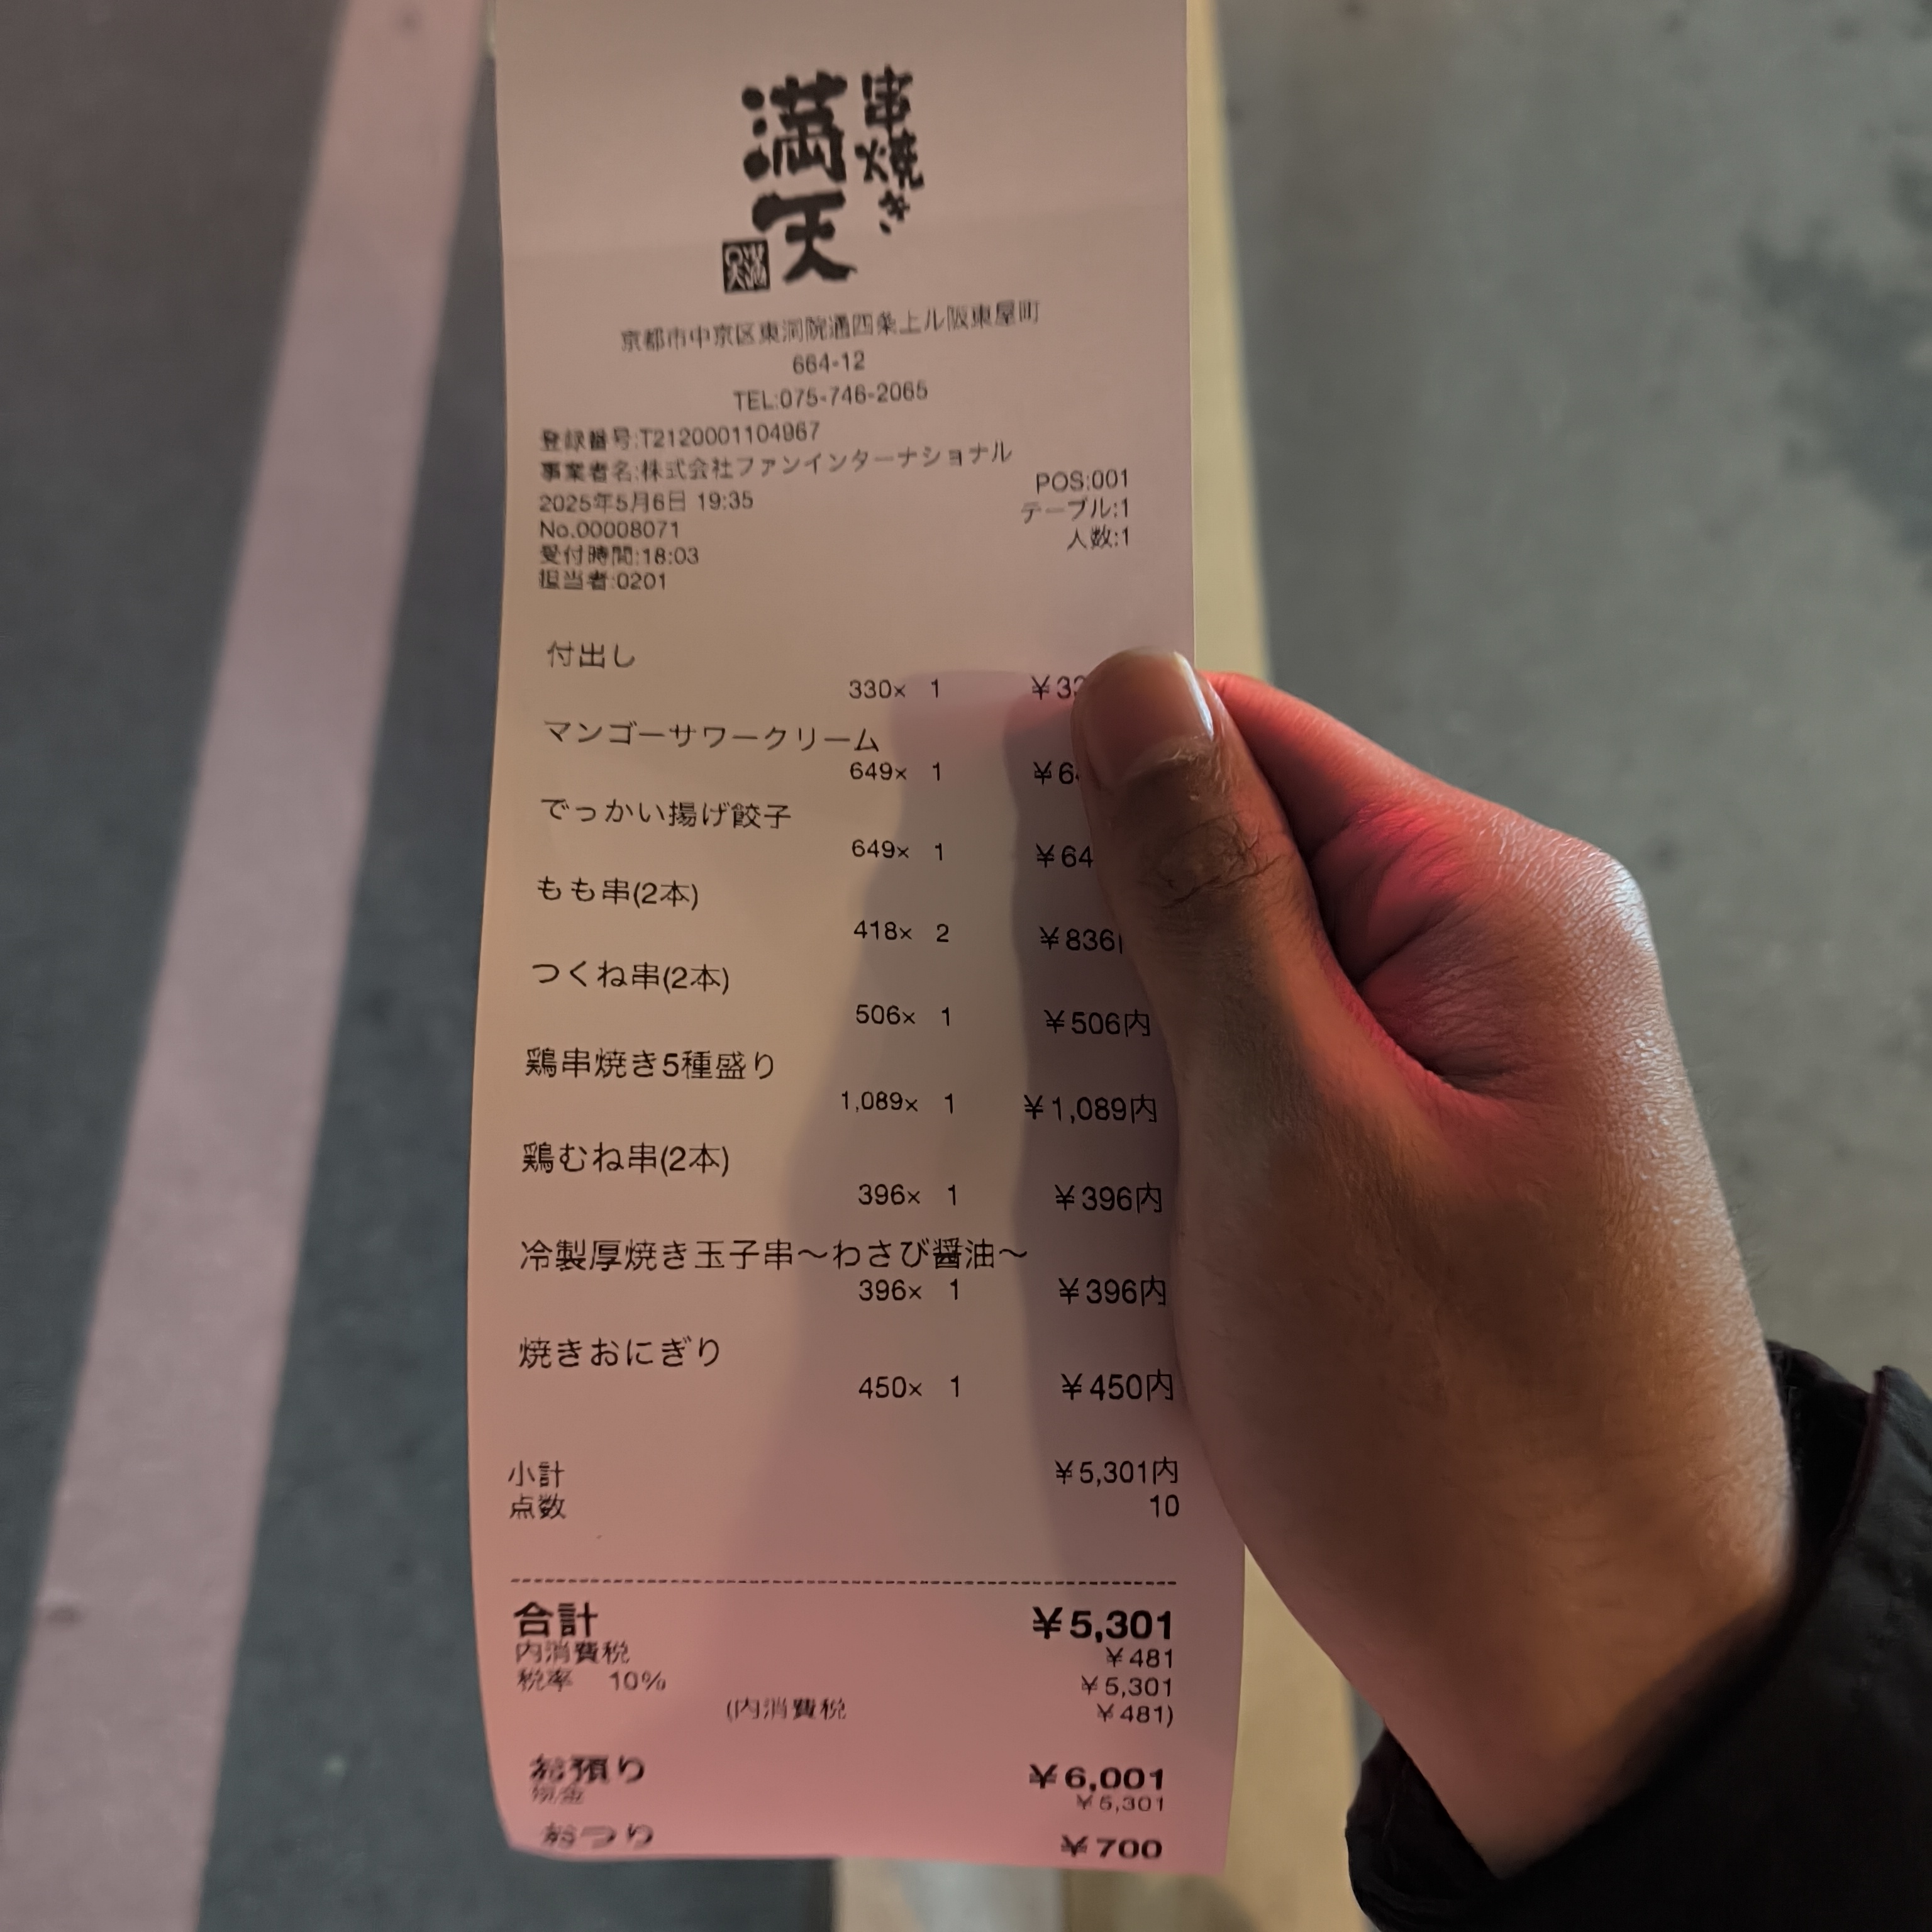 串焼き
満天
京都市中京区東洞院通四条上ル阪東屋町
664-12
TEL:075-746-2065
登録番号:T2120001104967
事業者名:株式会社ファンインターナショナル
2025年5月6日 19:35 POS:001
No.00008071 テーブル:1
受付時間:18:03 人数:1
担当者:0201
付出し
330× 1 ¥33
マンゴーサワークリーム
649× 1 ¥6
でっかい揚げ餃子
649× 1 ¥64
もも串(2本)
418× 2 ¥836
つくね串(2本)
506× 1 ¥506内
鶏串焼き5種盛り
1,089× 1 ¥1,089内
鶏むね串(2本)
396× 1 ¥396内
冷製厚焼き玉子串～わさび醤油～
396× 1 ¥396内
焼きおにぎり
450× 1 ¥450内
小計 ¥5,301内
点数 10
合計 ¥5,301
内消費税 ¥481
税率 10% ¥5,301
(内消費税 ¥481)
お預り ¥6,001
現金 ¥5,301
おつり ¥700